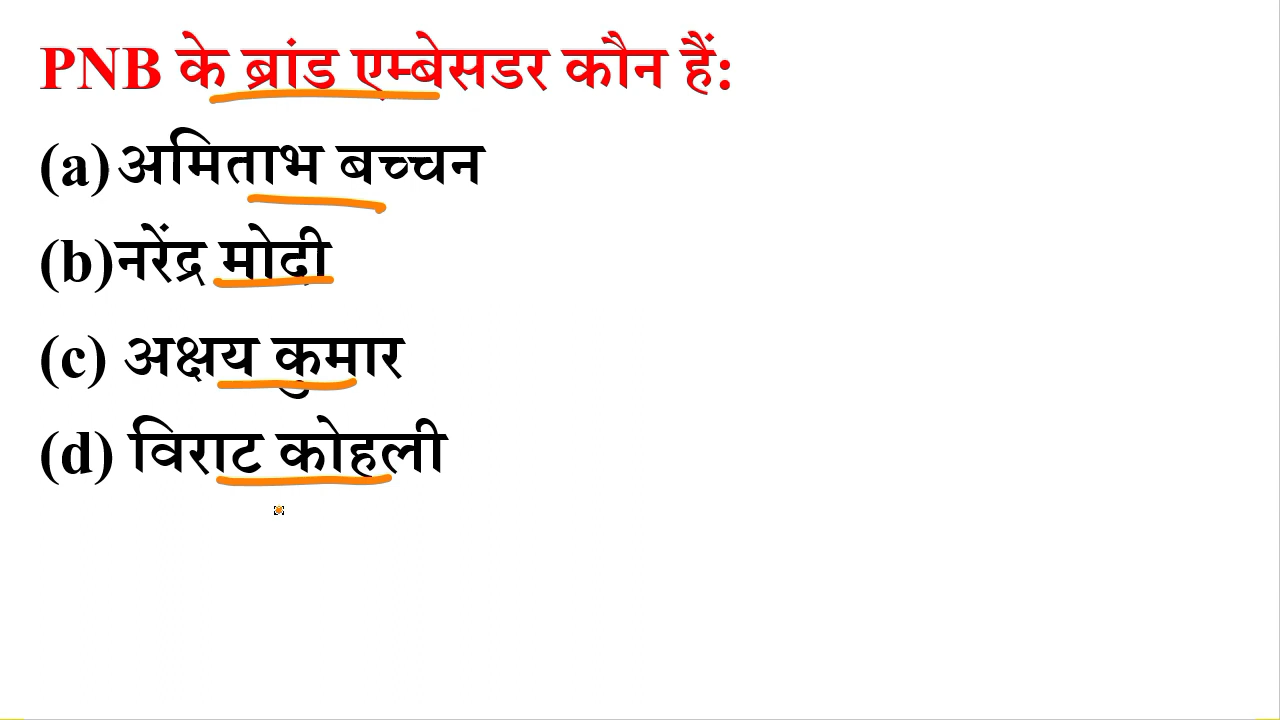 PNB के ब्रांड एम्बेसडर कौन हैं:
(a) अमिताभ बच्चन
(b) नरेंद्र मोदी
(c) अक्षय कुमार
(d) विराट कोहली